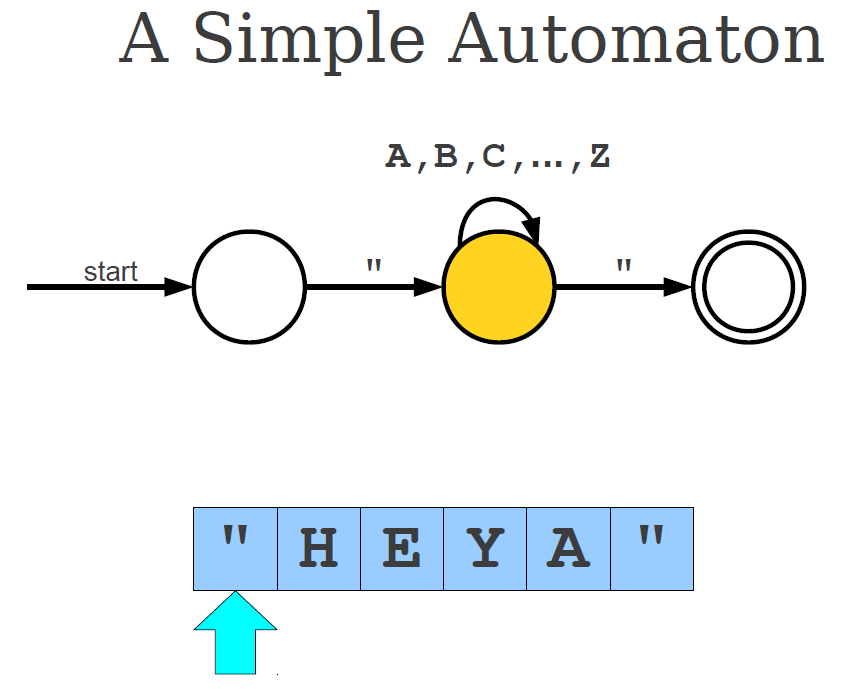 A Simple Automaton
A,B,C,...,Z
start " "
" H E Y A "